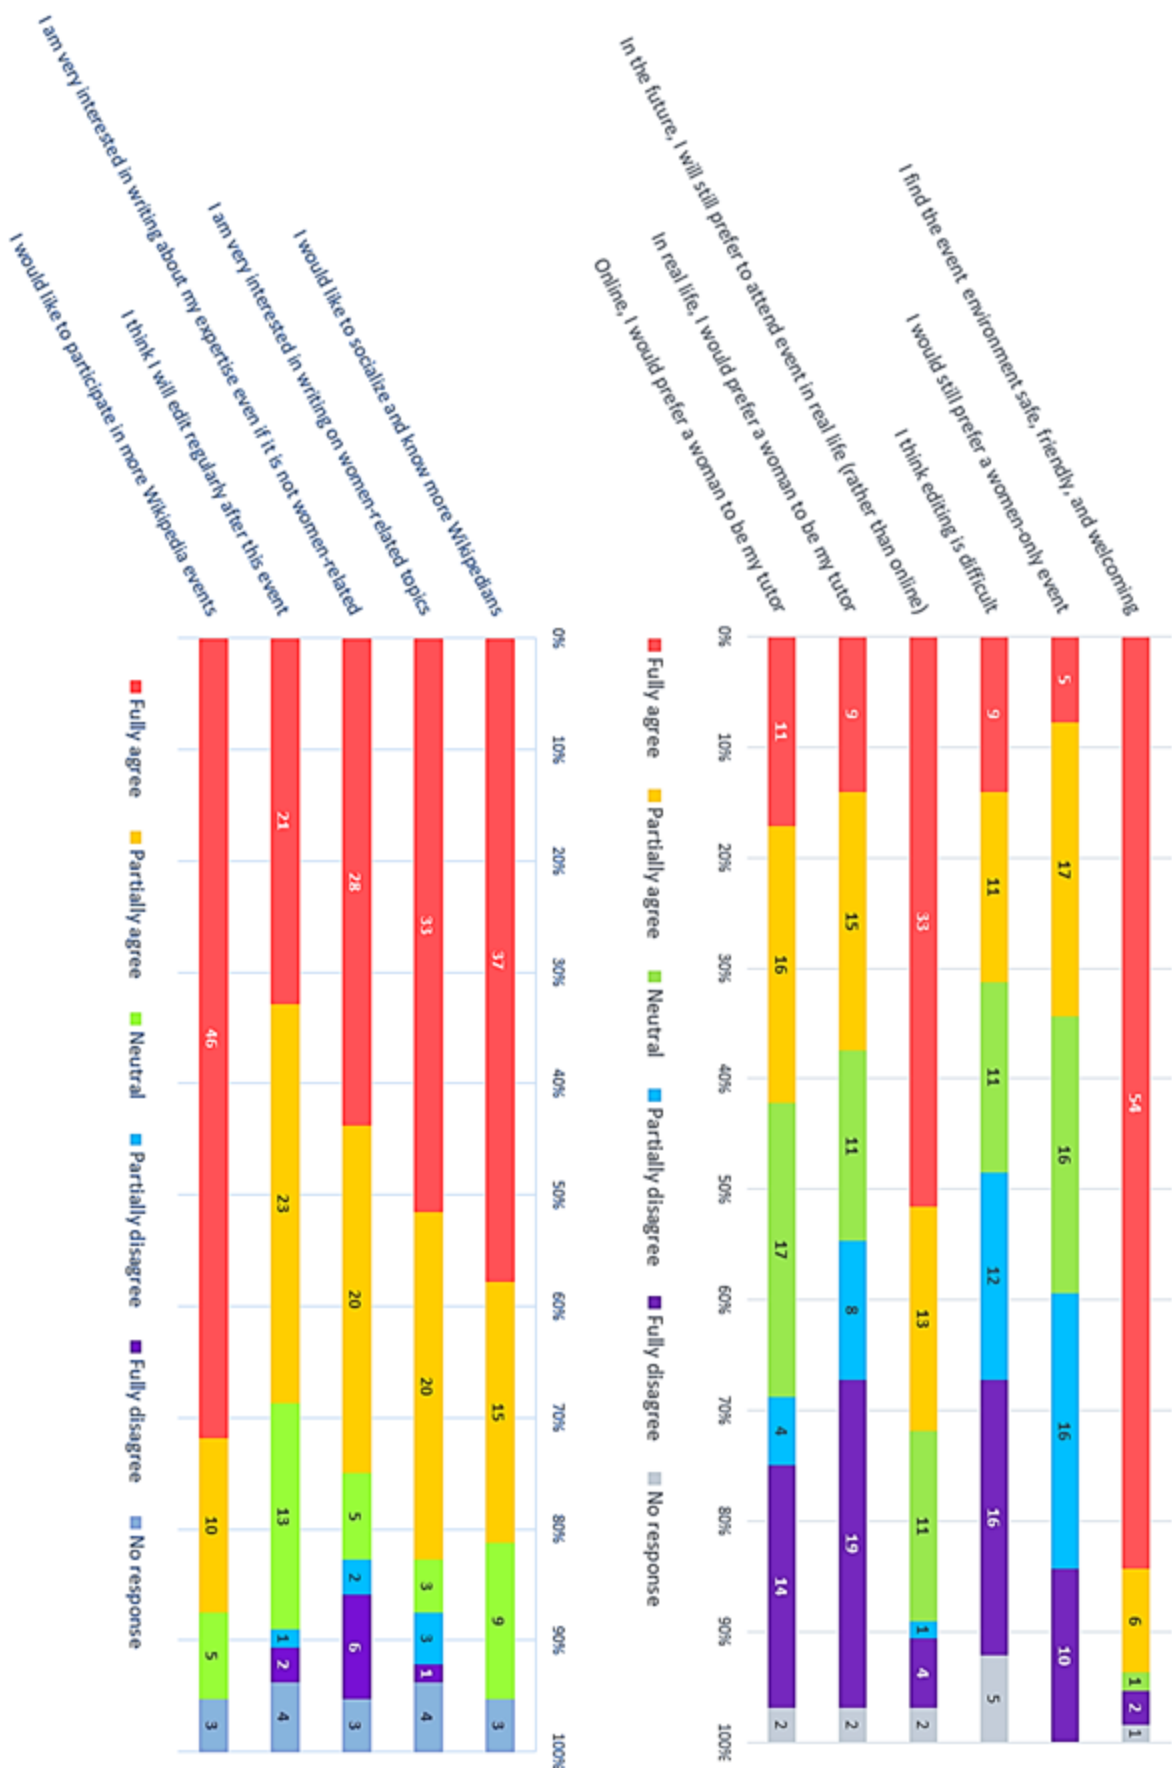 I find the event environment safe, friendly, and welcoming 54 6 1 2 1
I would still prefer a women-only event 5 17 16 16 10
I think editing is difficult 9 11 11 12 16 5
In the future, I will still prefer to attend event in real life (rather than online) 33 13 11 1 4 2
In real life, I would prefer a woman to be my tutor 9 15 11 8 19 2
Online, I would prefer a woman to be my tutor 11 16 17 4 14 2
0% 10% 20% 30% 40% 50% 60% 70% 80% 90% 100%
Fully agree Partially agree Neutral Partially disagree Fully disagree No response
0% 10% 20% 30% 40% 50% 60% 70% 80% 90% 100%
I would like to socialize and know more Wikipedians 37 15 9 3
I am very interested in writing on women-related topics 33 20 3 3 1 4
I am very interested in writing about my expertise even if it is not women-related 28 20 5 2 6 3
I think I will edit regularly after this event 21 23 13 1 2 4
I would like to participate in more Wikipedia events 46 10 5 3
Fully agree Partially agree Neutral Partially disagree Fully disagree No response